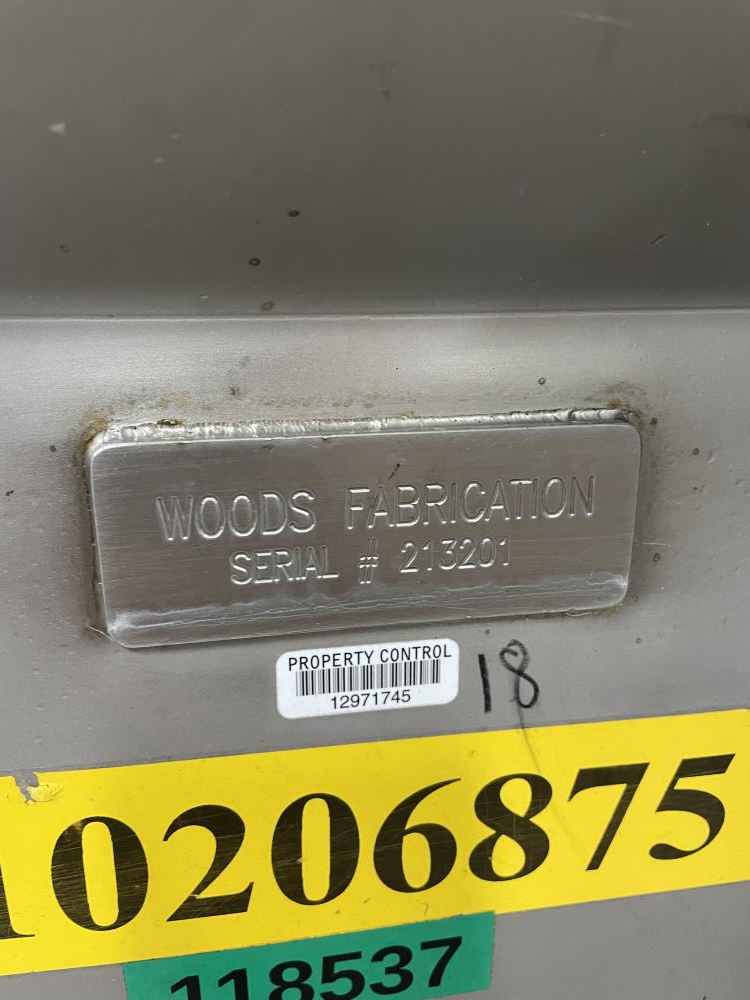 WOODS FABRICATION
SERIAL # 213201
PROPERTY CONTROL
12971745
18
10206875
118537